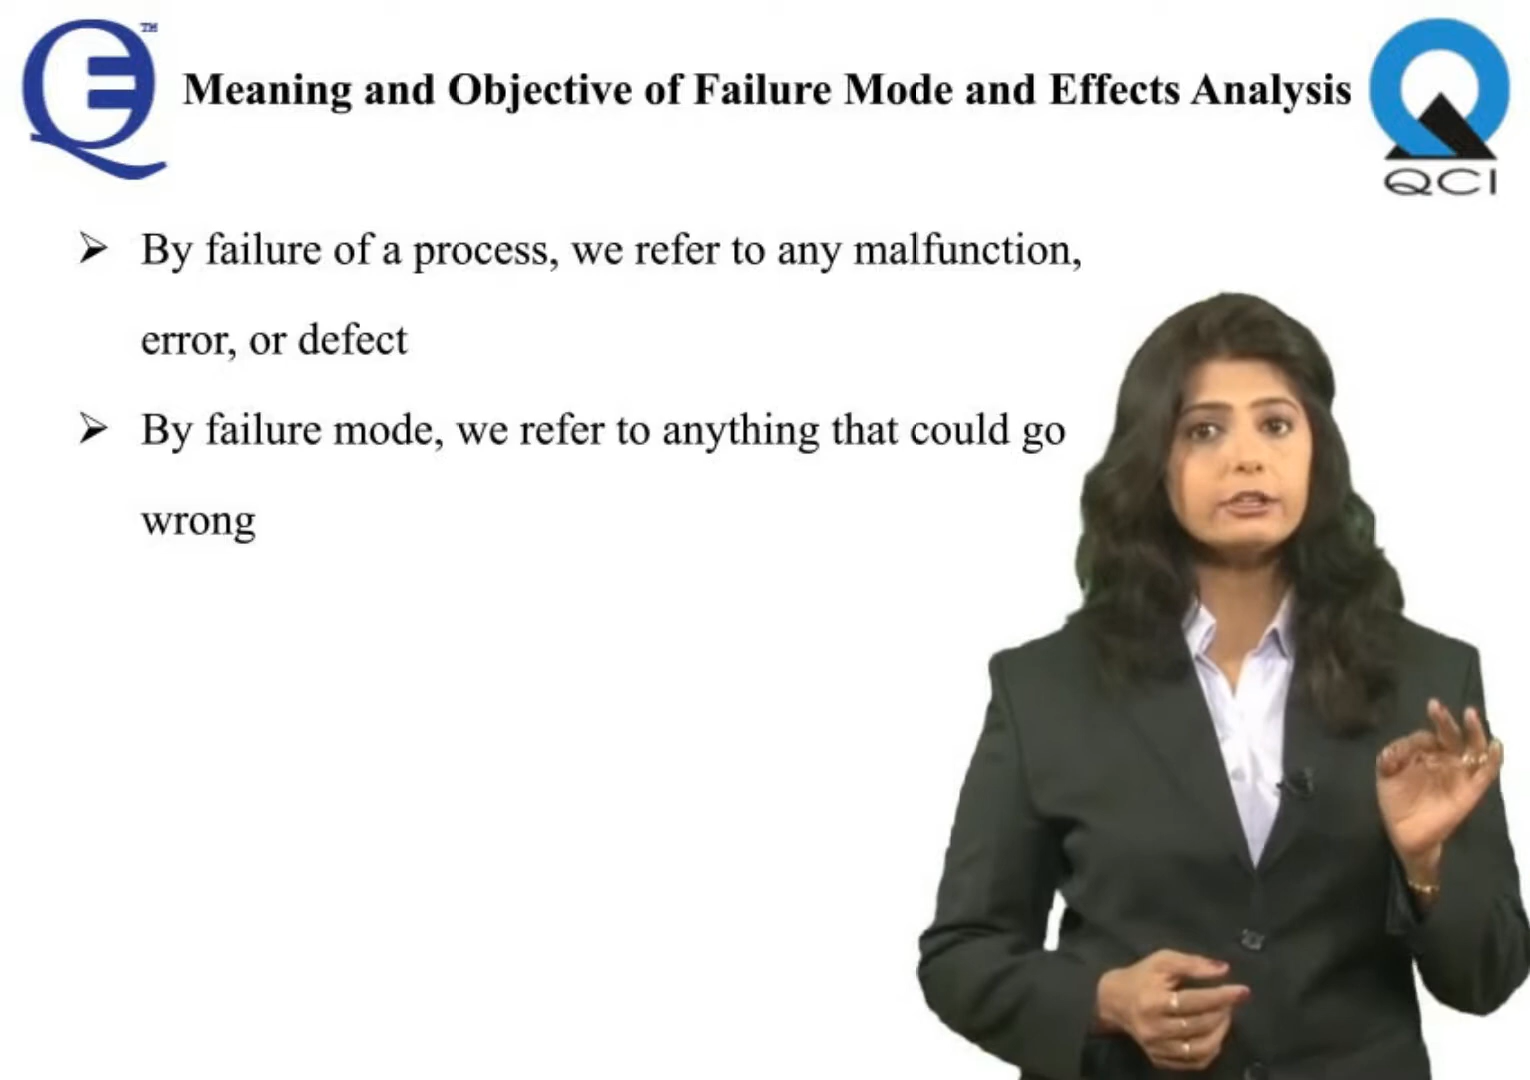 TM
Meaning and Objective of Failure Mode and Effects Analysis
QCI
➢ By failure of a process, we refer to any malfunction,
error, or defect
➢ By failure mode, we refer to anything that could go
wrong